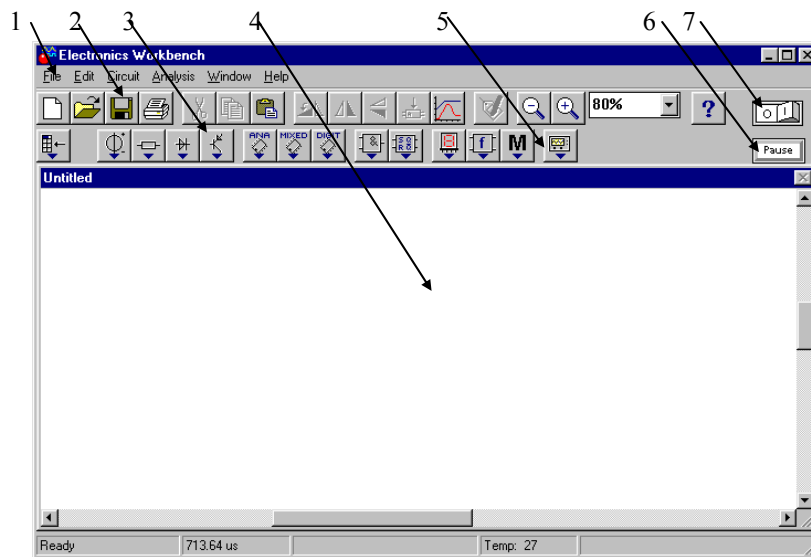 1 2 3 4 5 6 7
Electronics Workbench
File Edit Circuit Analysis Window Help
80% ?
ANA MIXED DIGIT & f M
Pause
Untitled
Ready 713.64 us Temp: 27